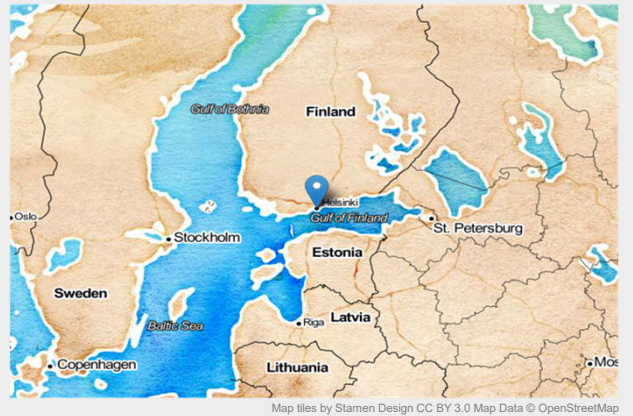 Gulf of Bothnia
Finland
Helsinki
Oslo
Gulf of Finland
St. Petersburg
Stockholm
Estonia
Sweden
Riga
Latvia
Baltic Sea
Copenhagen
Lithuania
Mos
Map tiles by Stamen Design CC BY 3.0 Map Data © OpenStreetMap